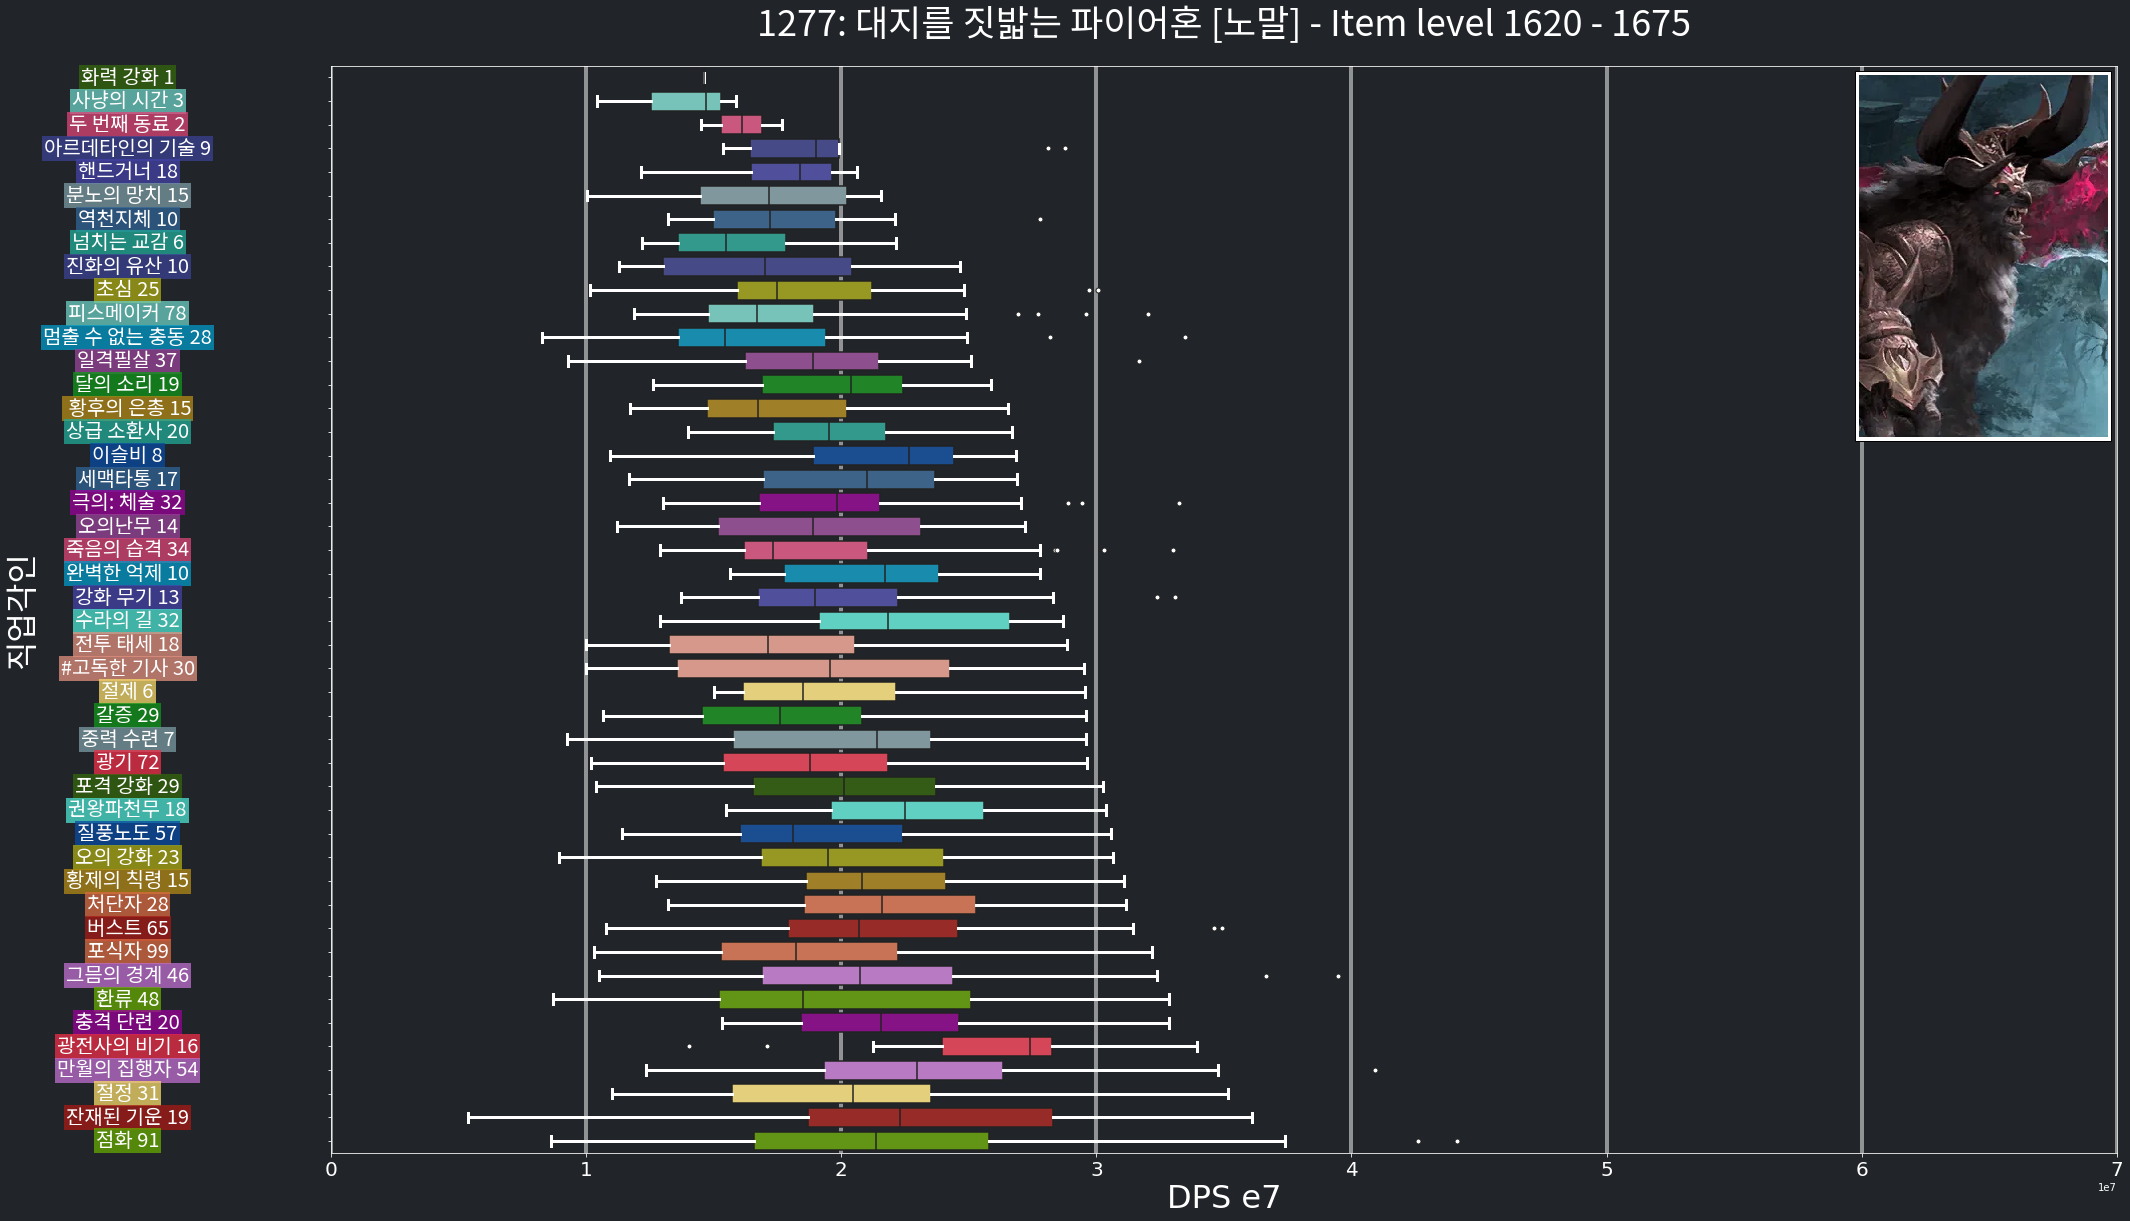 1277: 대지를 짓밟는 파이어혼 [노말] - Item level 1620 - 1675
직업각인
화력 강화 1
사냥의 시간 3
두 번째 동료 2
아르데타인의 기술 9
핸드거너 18
분노의 망치 15
역천지체 10
넘치는 교감 6
진화의 유산 10
초심 25
피스메이커 78
멈출 수 없는 충동 28
일격필살 37
달의 소리 19
황후의 은총 15
상급 소환사 20
이슬비 8
세맥타통 17
극의: 체술 32
오의난무 14
죽음의 습격 34
완벽한 억제 10
강화 무기 13
수라의 길 32
전투 태세 18
#고독한 기사 30
절제 6
갈증 29
중력 수련 7
광기 72
포격 강화 29
권왕파천무 18
질풍노도 57
오의 강화 23
황제의 칙령 15
처단자 28
버스트 65
포식자 99
그믐의 경계 46
환류 48
충격 단련 20
광전사의 비기 16
만월의 집행자 54
절정 31
잔재된 기운 19
점화 91
0 1 2 3 4 5 6 7
1e7
DPS e7